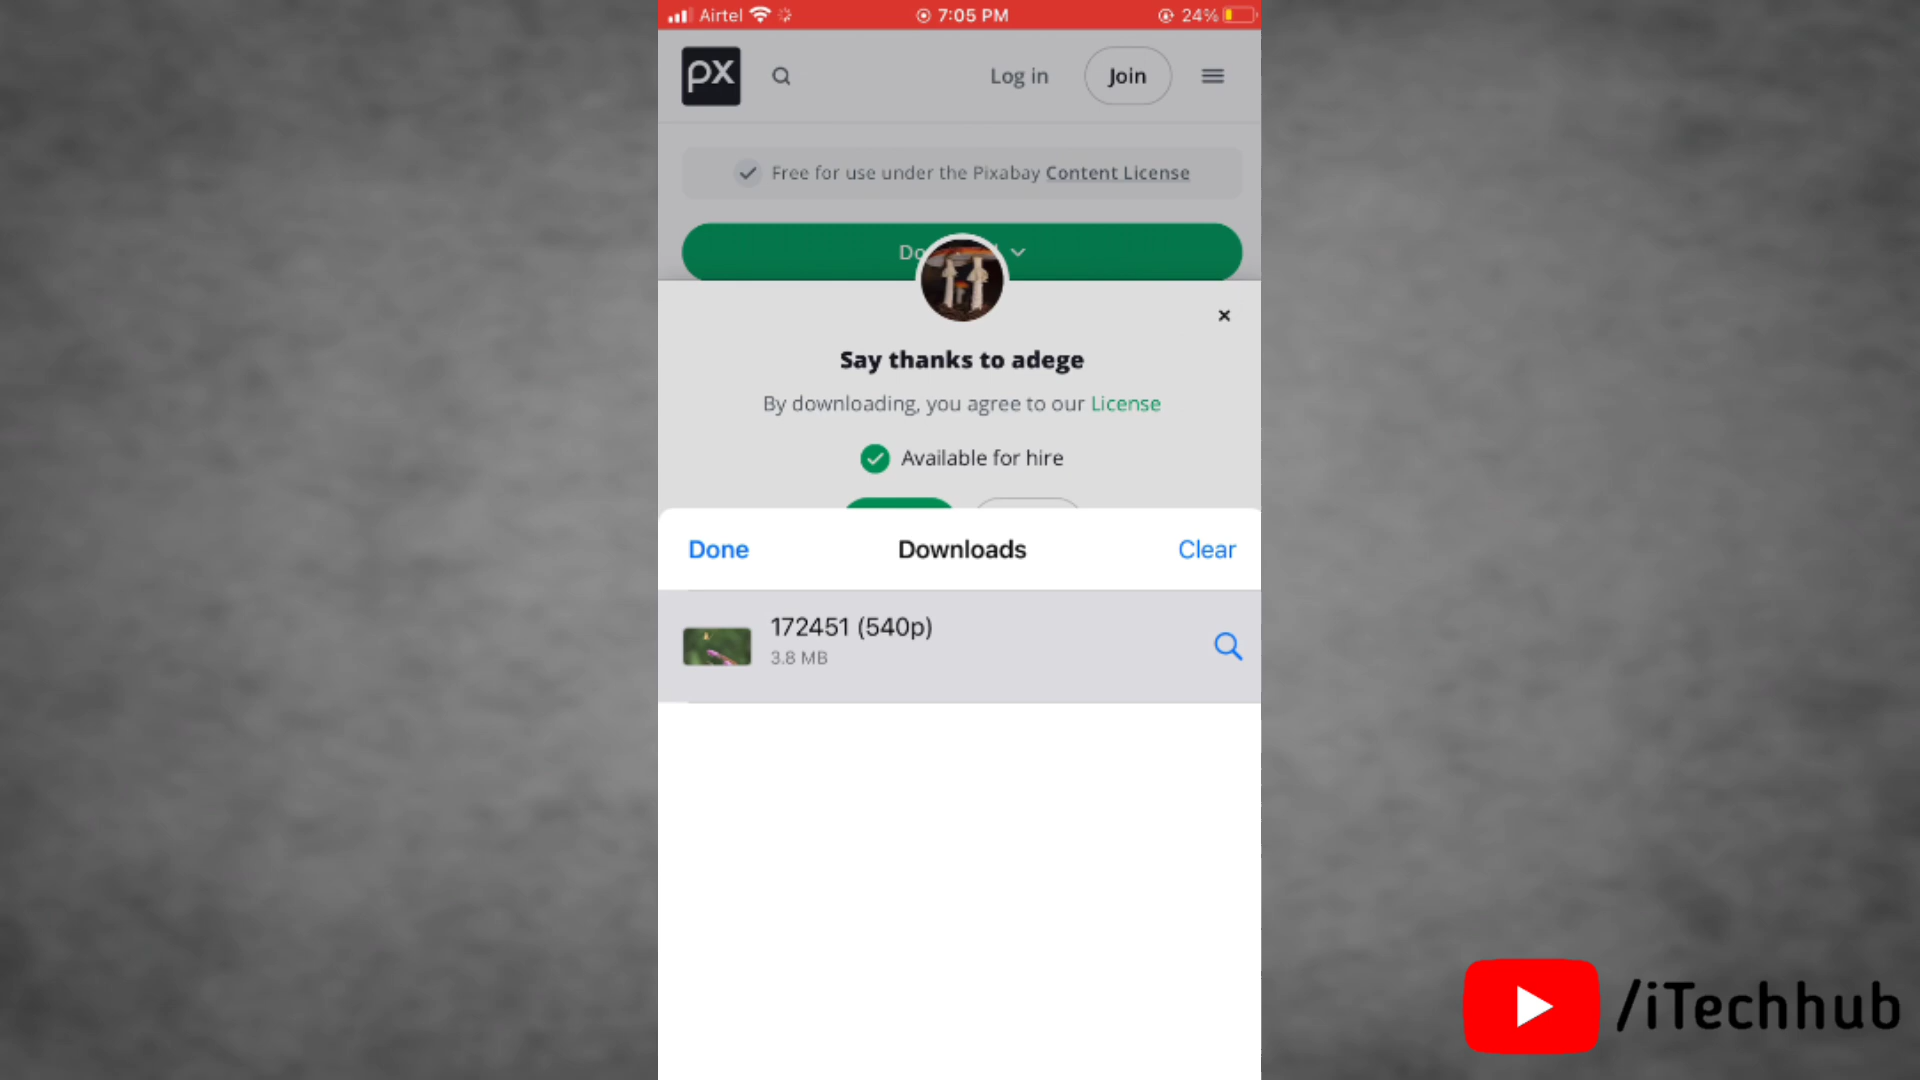 Airtel 7:05 PM 24%
px Log in Join
Free for use under the Pixabay Content License
Say thanks to adege
By downloading, you agree to our License
Available for hire
Done Downloads Clear
172451 (540p)
3.8 MB
/iTechhub